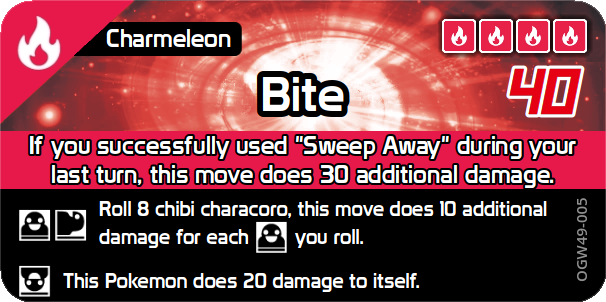 Charmeleon
Bite
40
If you successfully used "Sweep Away" during your
last turn, this move does 30 additional damage.
Roll 8 chibi characoro, this move does 10 additional
damage for each you roll.
This Pokemon does 20 damage to itself.
OGW49-005